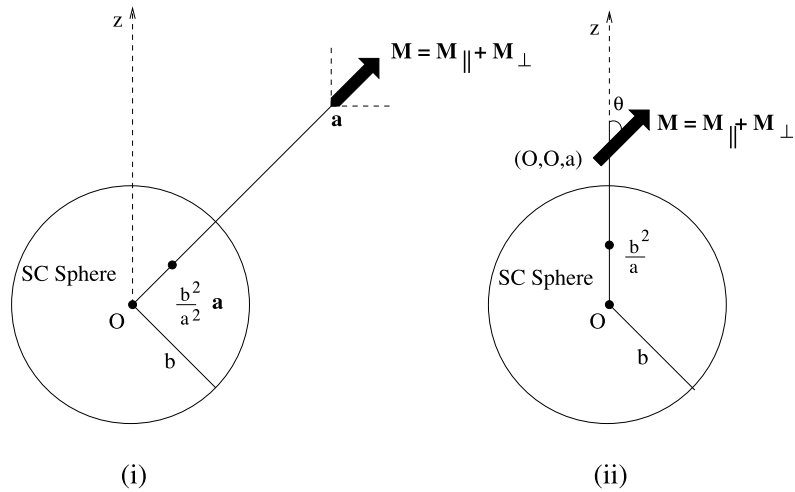 z
M = M ∥ + M ⊥
a
SC Sphere
b²/a² a
O
b
(i)
z
θ
M = M ∥ + M ⊥
(O,O,a)
b²/a
SC Sphere
O
b
(ii)